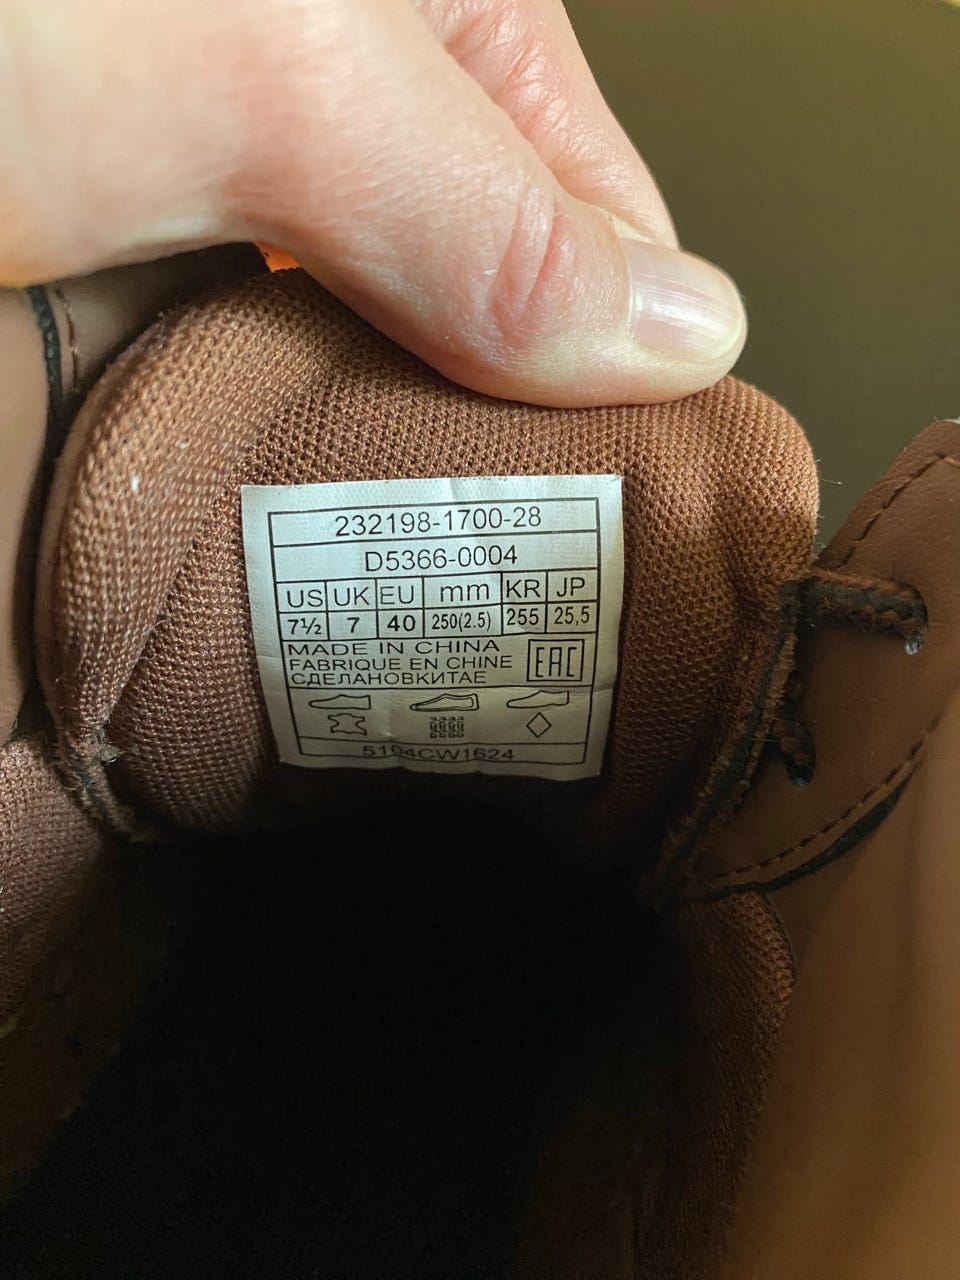 232198-1700-28
D5366-0004
US UK EU mm KR JP
7½ 7 40 250(2.5) 255 25,5
MADE IN CHINA
FABRIQUE EN CHINE
СДЕЛАНОВКИТАЕ
EAC
5104CW1624